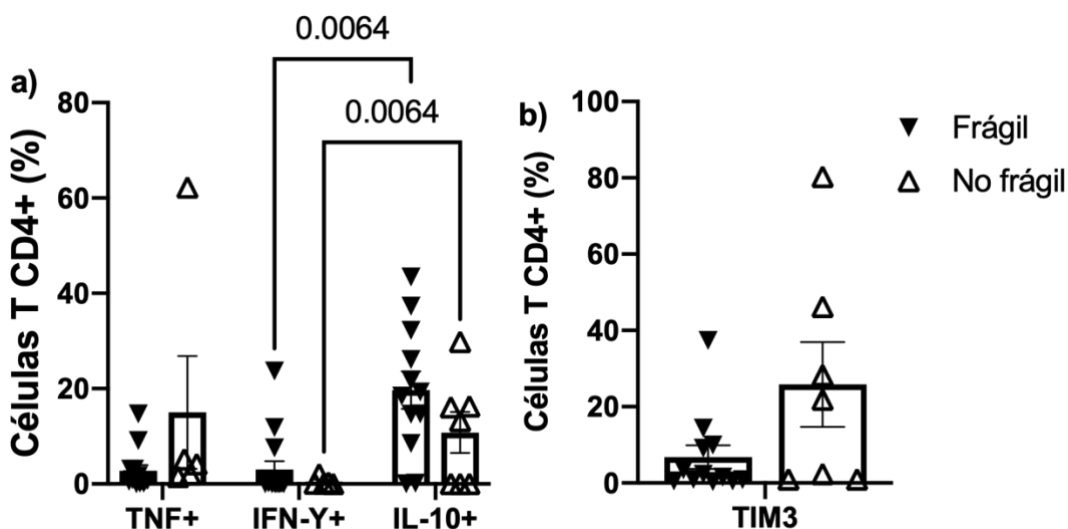 a)
0.0064
0.0064
Células T CD4+ (%)
80
60
40
20
0
TNF+
IFN-Y+
IL-10+
b)
Células T CD4+ (%)
100
80
60
40
20
0
TIM3
Frágil
No frágil